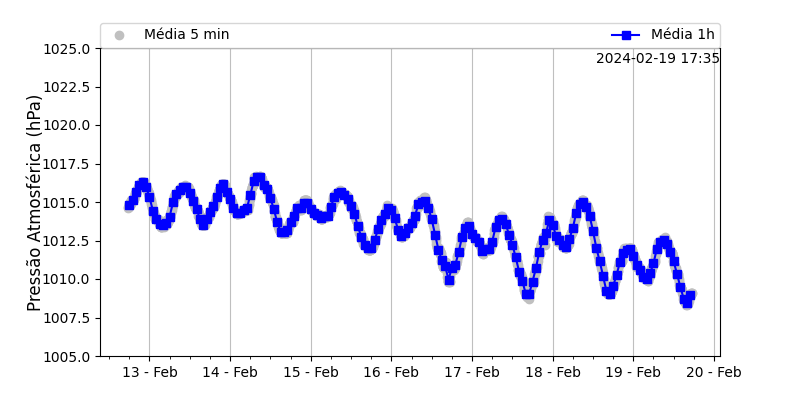 Média 5 min
Média 1h
2024-02-19 17:35
Pressão Atmosférica (hPa)
1025.0
1022.5
1020.0
1017.5
1015.0
1012.5
1010.0
1007.5
1005.0
13 - Feb
14 - Feb
15 - Feb
16 - Feb
17 - Feb
18 - Feb
19 - Feb
20 - Feb